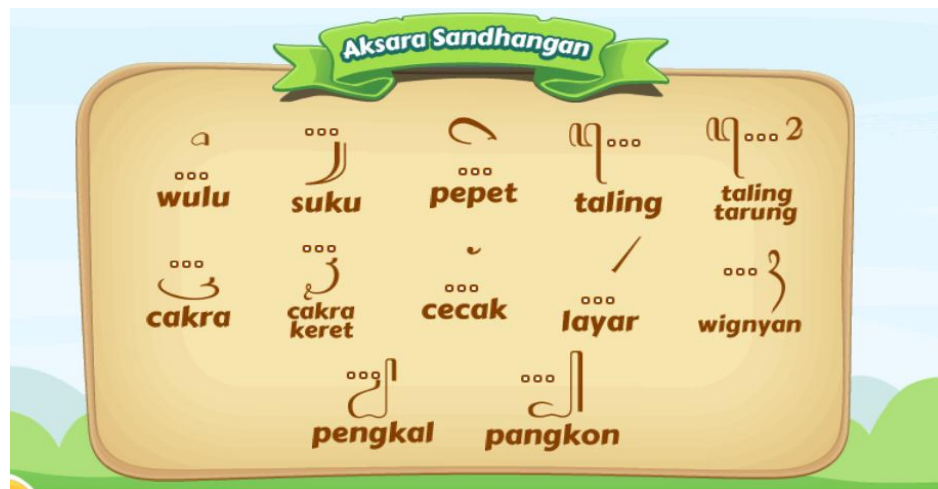 Aksara Sandhangan
wulu suku pepet taling taling tarung
cakra cakra keret cecak layar wignyan
pengkal pangkon